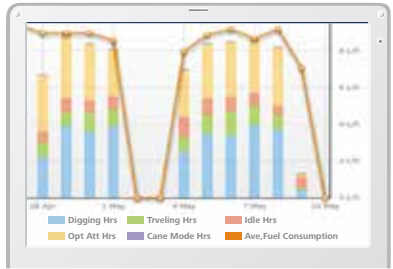 28 Apr 1 May 4 May 7 May 10 May
Digging Hrs Trveling Hrs Idle Hrs
Opt Att Hrs Cane Mode Hrs Ave,Fuel Consumption